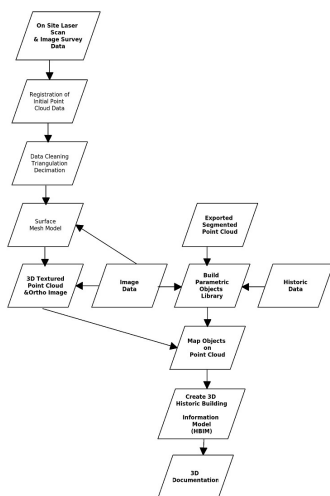 On Site Laser
Scan
& Image Survey
Data
Registration of
Initial Point
Cloud Data
Data Cleaning
Triangulation
Decimation
Surface
Mesh Model
Exported
Segmented
Point Cloud
3D Textured
Point Cloud
&Ortho Image
Image
Data
Build
Parametric
Objects
Library
Historic
Data
Map Objects
on
Point Cloud
Create 3D
Historic Building
Information
Model
(HBIM)
3D
Documentation